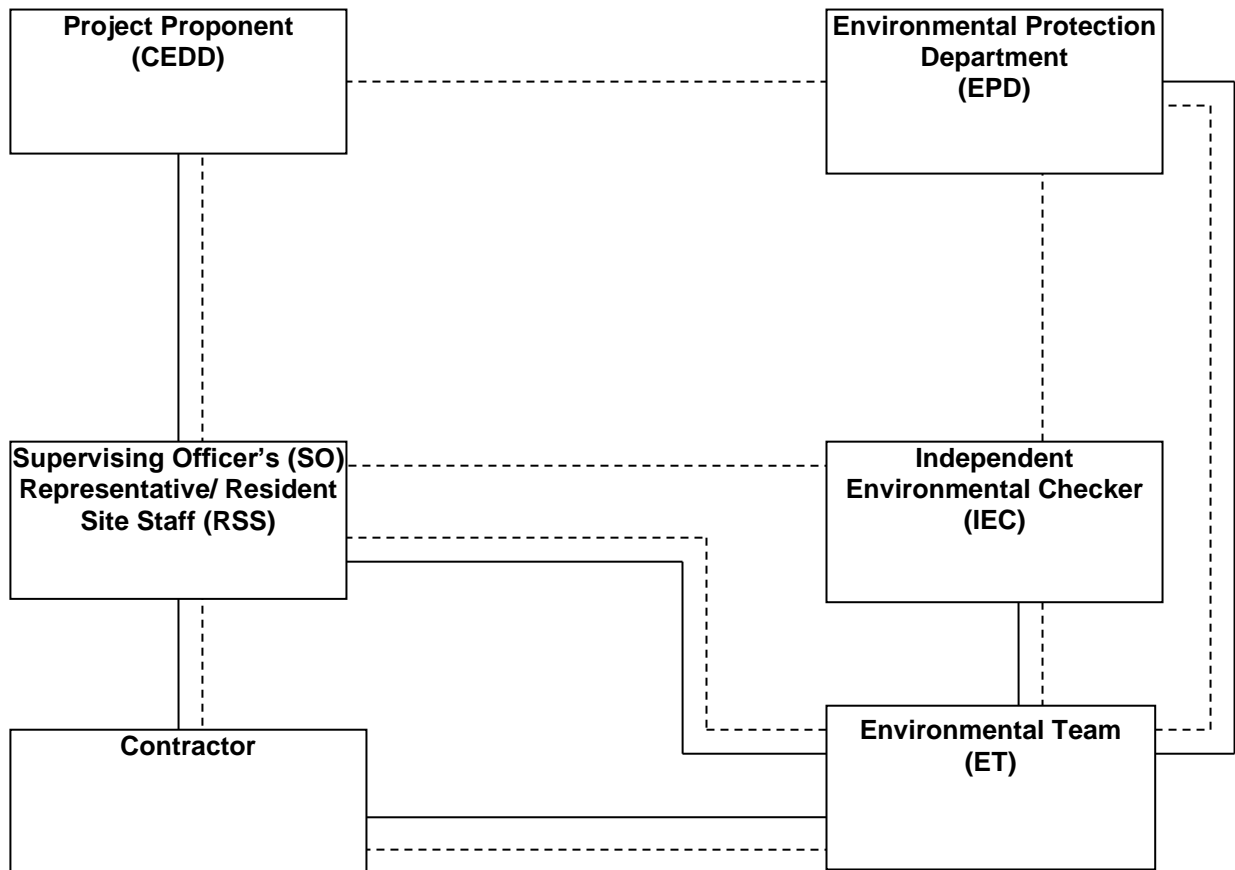 Project Proponent
(CEDD)
Environmental Protection
Department
(EPD)
Supervising Officer’s (SO)
Representative/ Resident
Site Staff (RSS)
Independent
Environmental Checker
(IEC)
Contractor
Environmental Team
(ET)